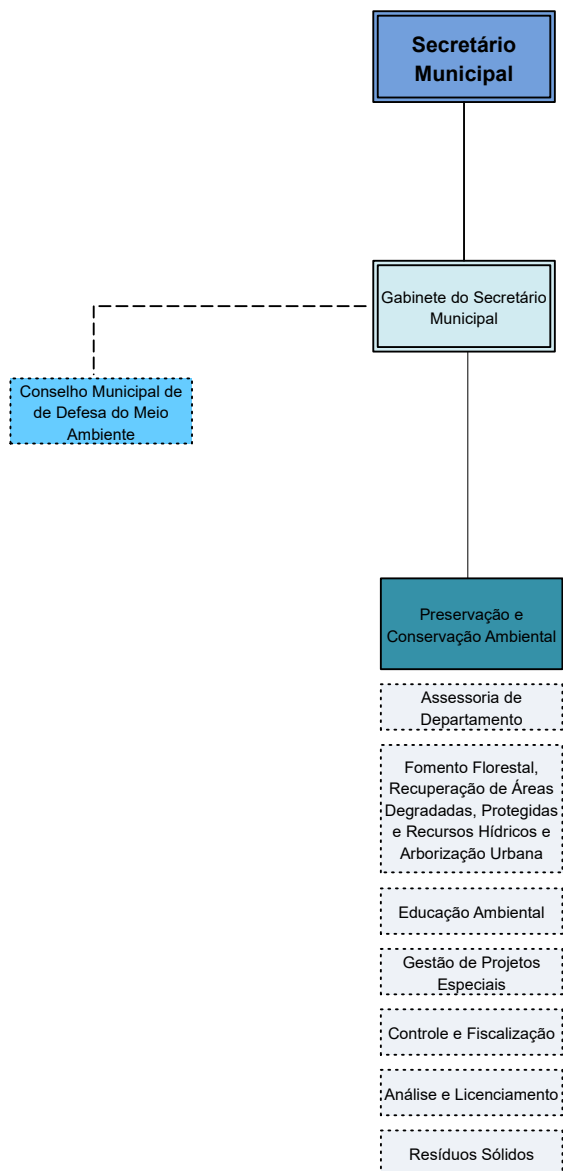 Secretário
Municipal
Gabinete do Secretário
Municipal
Conselho Municipal de
de Defesa do Meio
Ambiente
Preservação e
Conservação Ambiental
Assessoria de
Departamento
Fomento Florestal,
Recuperação de Áreas
Degradadas, Protegidas
e Recursos Hídricos e
Arborização Urbana
Educação Ambiental
Gestão de Projetos
Especiais
Controle e Fiscalização
Análise e Licenciamento
Resíduos Sólidos